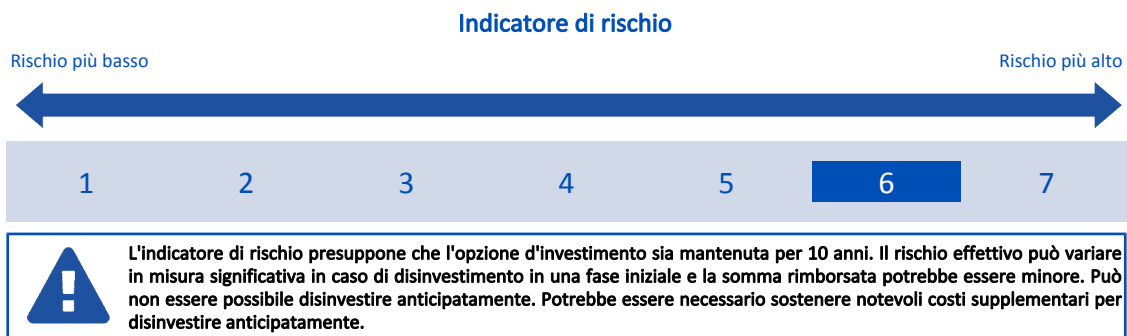 Indicatore di rischio
Rischio più basso
Rischio più alto
1 2 3 4 5 6 7
L'indicatore di rischio presuppone che l'opzione d'investimento sia mantenuta per 10 anni. Il rischio effettivo può variare
in misura significativa in caso di disinvestimento in una fase iniziale e la somma rimborsata potrebbe essere minore. Può
non essere possibile disinvestire anticipatamente. Potrebbe essere necessario sostenere notevoli costi supplementari per
disinvestire anticipatamente.